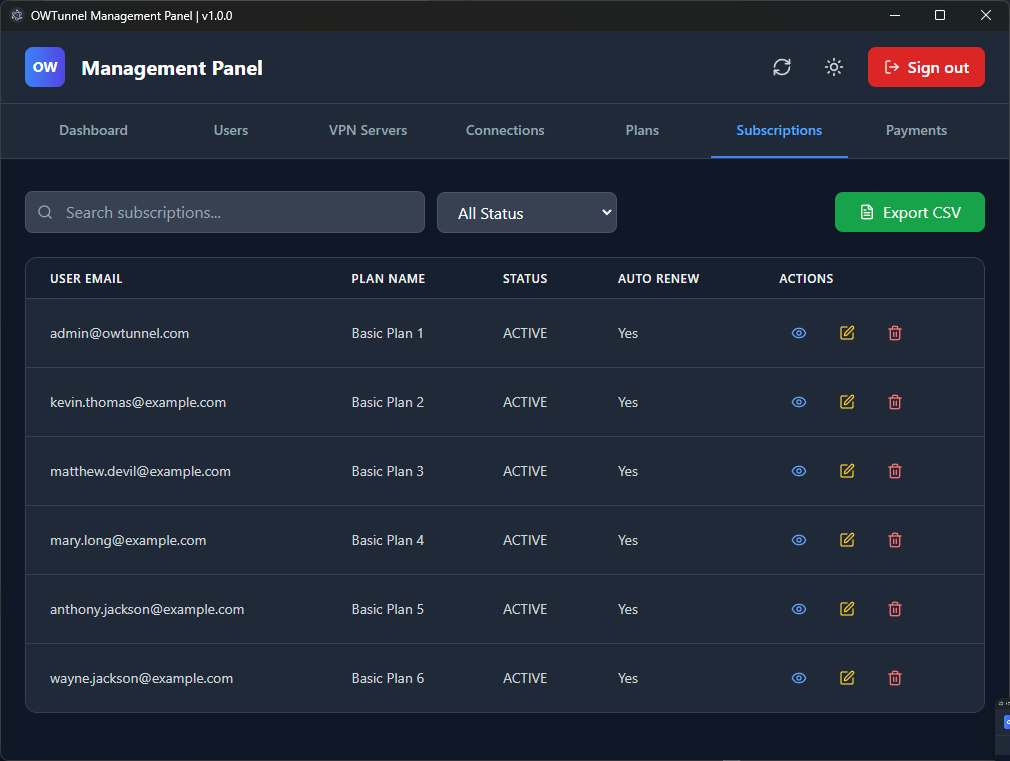 OWTunnel Management Panel | v1.0.0
OW Management Panel Sign out
Dashboard Users VPN Servers Connections Plans Subscriptions Payments
Search subscriptions... All Status Export CSV
USER EMAIL PLAN NAME STATUS AUTO RENEW ACTIONS
admin@owtunnel.com Basic Plan 1 ACTIVE Yes
kevin.thomas@example.com Basic Plan 2 ACTIVE Yes
matthew.devil@example.com Basic Plan 3 ACTIVE Yes
mary.long@example.com Basic Plan 4 ACTIVE Yes
anthony.jackson@example.com Basic Plan 5 ACTIVE Yes
wayne.jackson@example.com Basic Plan 6 ACTIVE Yes